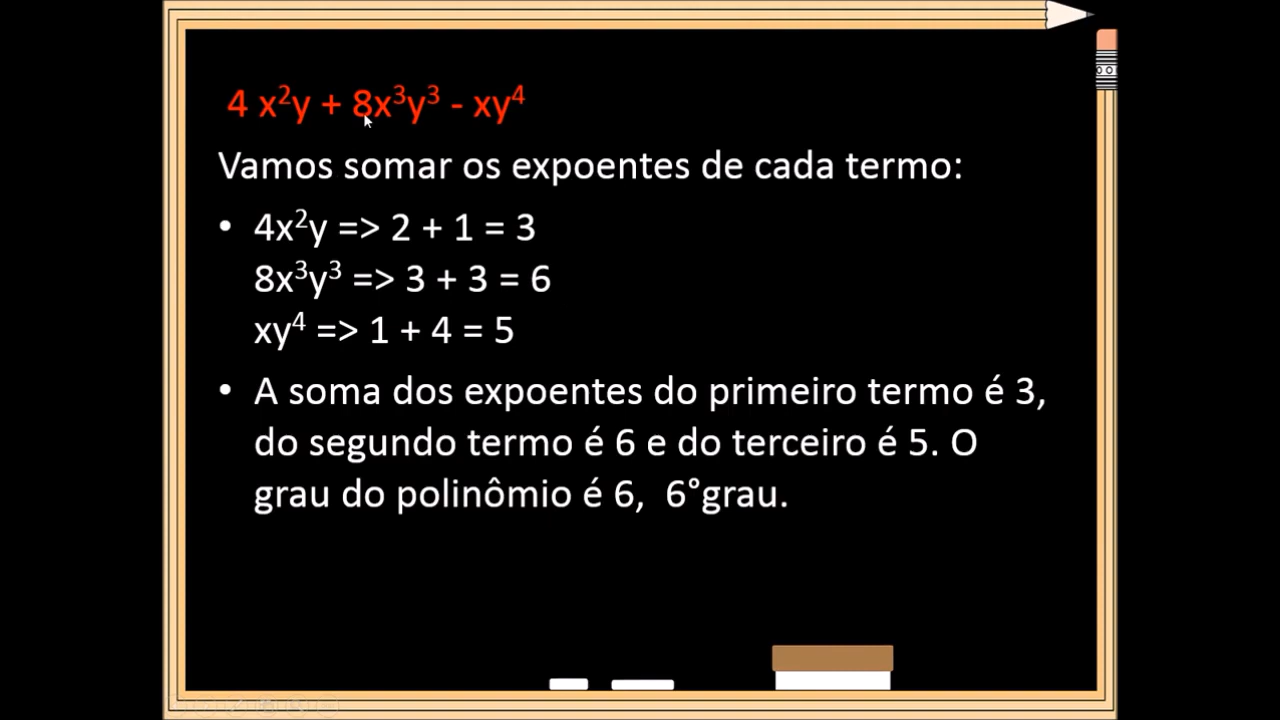 4 x²y + 8x³y³ - xy⁴
Vamos somar os expoentes de cada termo:
• 4x²y => 2 + 1 = 3
8x³y³ => 3 + 3 = 6
xy⁴ => 1 + 4 = 5
• A soma dos expoentes do primeiro termo é 3,
do segundo termo é 6 e do terceiro é 5. O
grau do polinômio é 6,  6°grau.